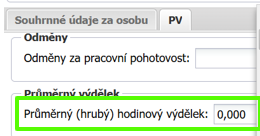 Souhrnné údaje za osobu PV
Odměny
Odměny za pracovní pohotovost:
Průměrný výdělek
Průměrný (hrubý) hodinový výdělek: 0,000